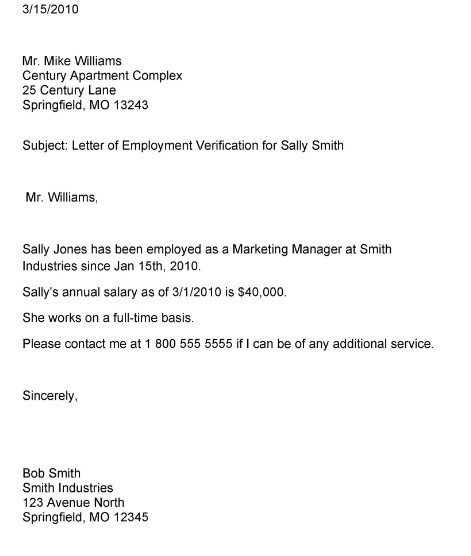 3/15/2010
Mr. Mike Williams
Century Apartment Complex
25 Century Lane
Springfield, MO 13243
Subject: Letter of Employment Verification for Sally Smith
Mr. Williams,
Sally Jones has been employed as a Marketing Manager at Smith
Industries since Jan 15th, 2010.
Sally's annual salary as of 3/1/2010 is $40,000.
She works on a full-time basis.
Please contact me at 1 800 555 5555 if I can be of any additional service.
Sincerely,
Bob Smith
Smith Industries
123 Avenue North
Springfield, MO 12345